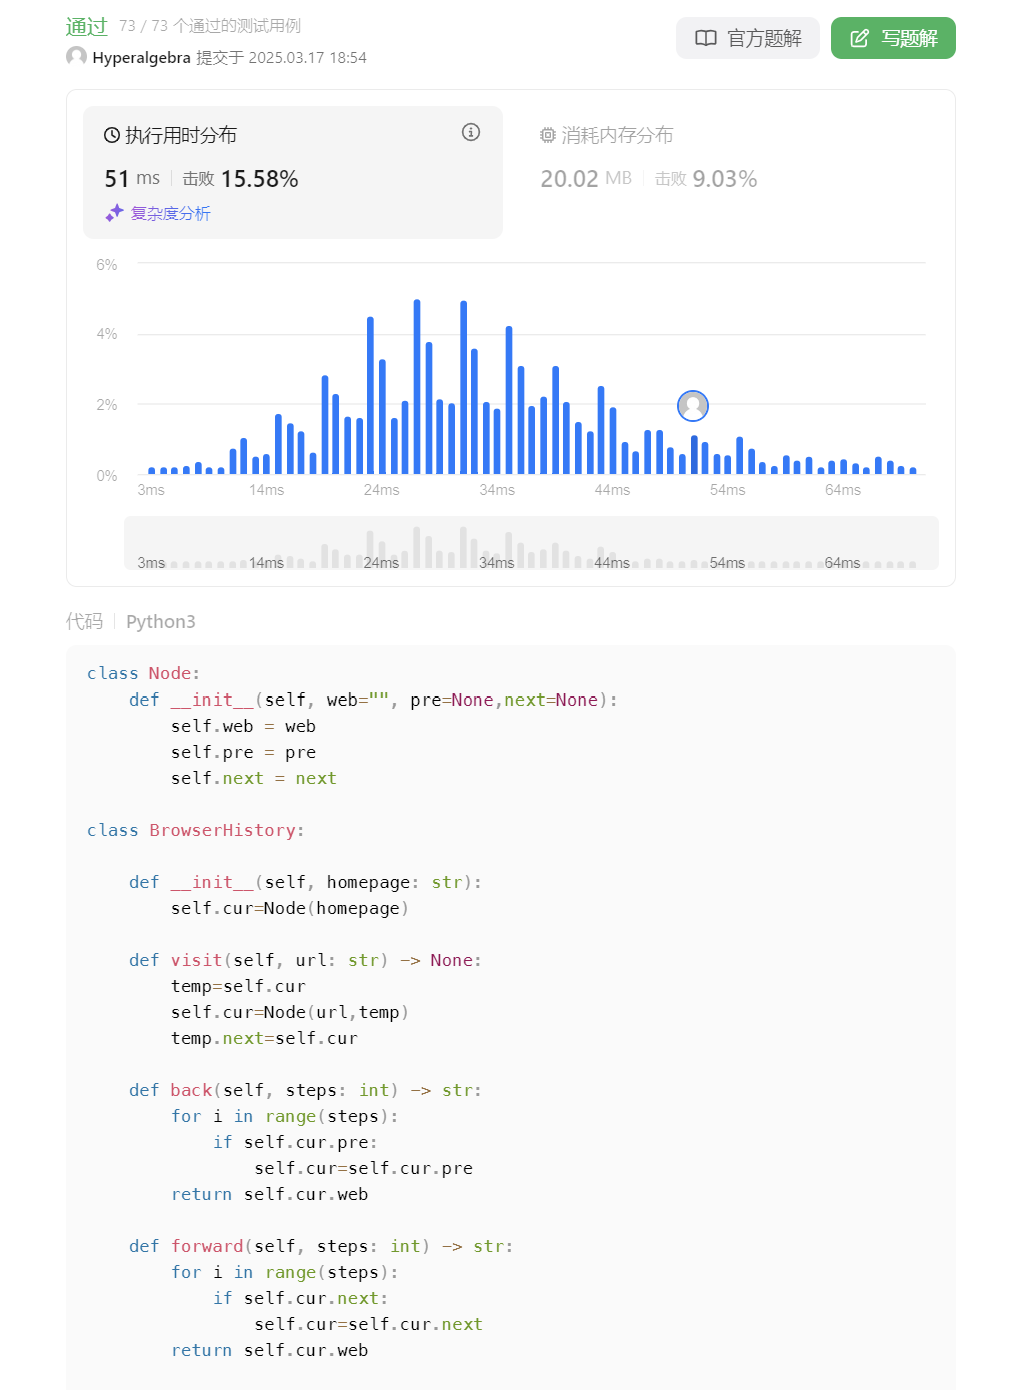 通过 73 / 73 个通过的测试用例
Hyperalgebra 提交于 2025.03.17 18:54
官方题解
写题解
执行用时分布
51 ms 击败 15.58%
复杂度分析
消耗内存分布
20.02 MB 击败 9.03%
6%
4%
2%
0%
3ms 14ms 24ms 34ms 44ms 54ms 64ms
3ms 14ms 24ms 34ms 44ms 54ms 64ms
代码 Python3
class Node:
    def __init__(self, web="", pre=None,next=None):
        self.web = web
        self.pre = pre
        self.next = next
class BrowserHistory:
    def __init__(self, homepage: str):
        self.cur=Node(homepage)
    def visit(self, url: str) -> None:
        temp=self.cur
        self.cur=Node(url,temp)
        temp.next=self.cur
    def back(self, steps: int) -> str:
        for i in range(steps):
            if self.cur.pre:
                self.cur=self.cur.pre
        return self.cur.web
    def forward(self, steps: int) -> str:
        for i in range(steps):
            if self.cur.next:
                self.cur=self.cur.next
        return self.cur.web